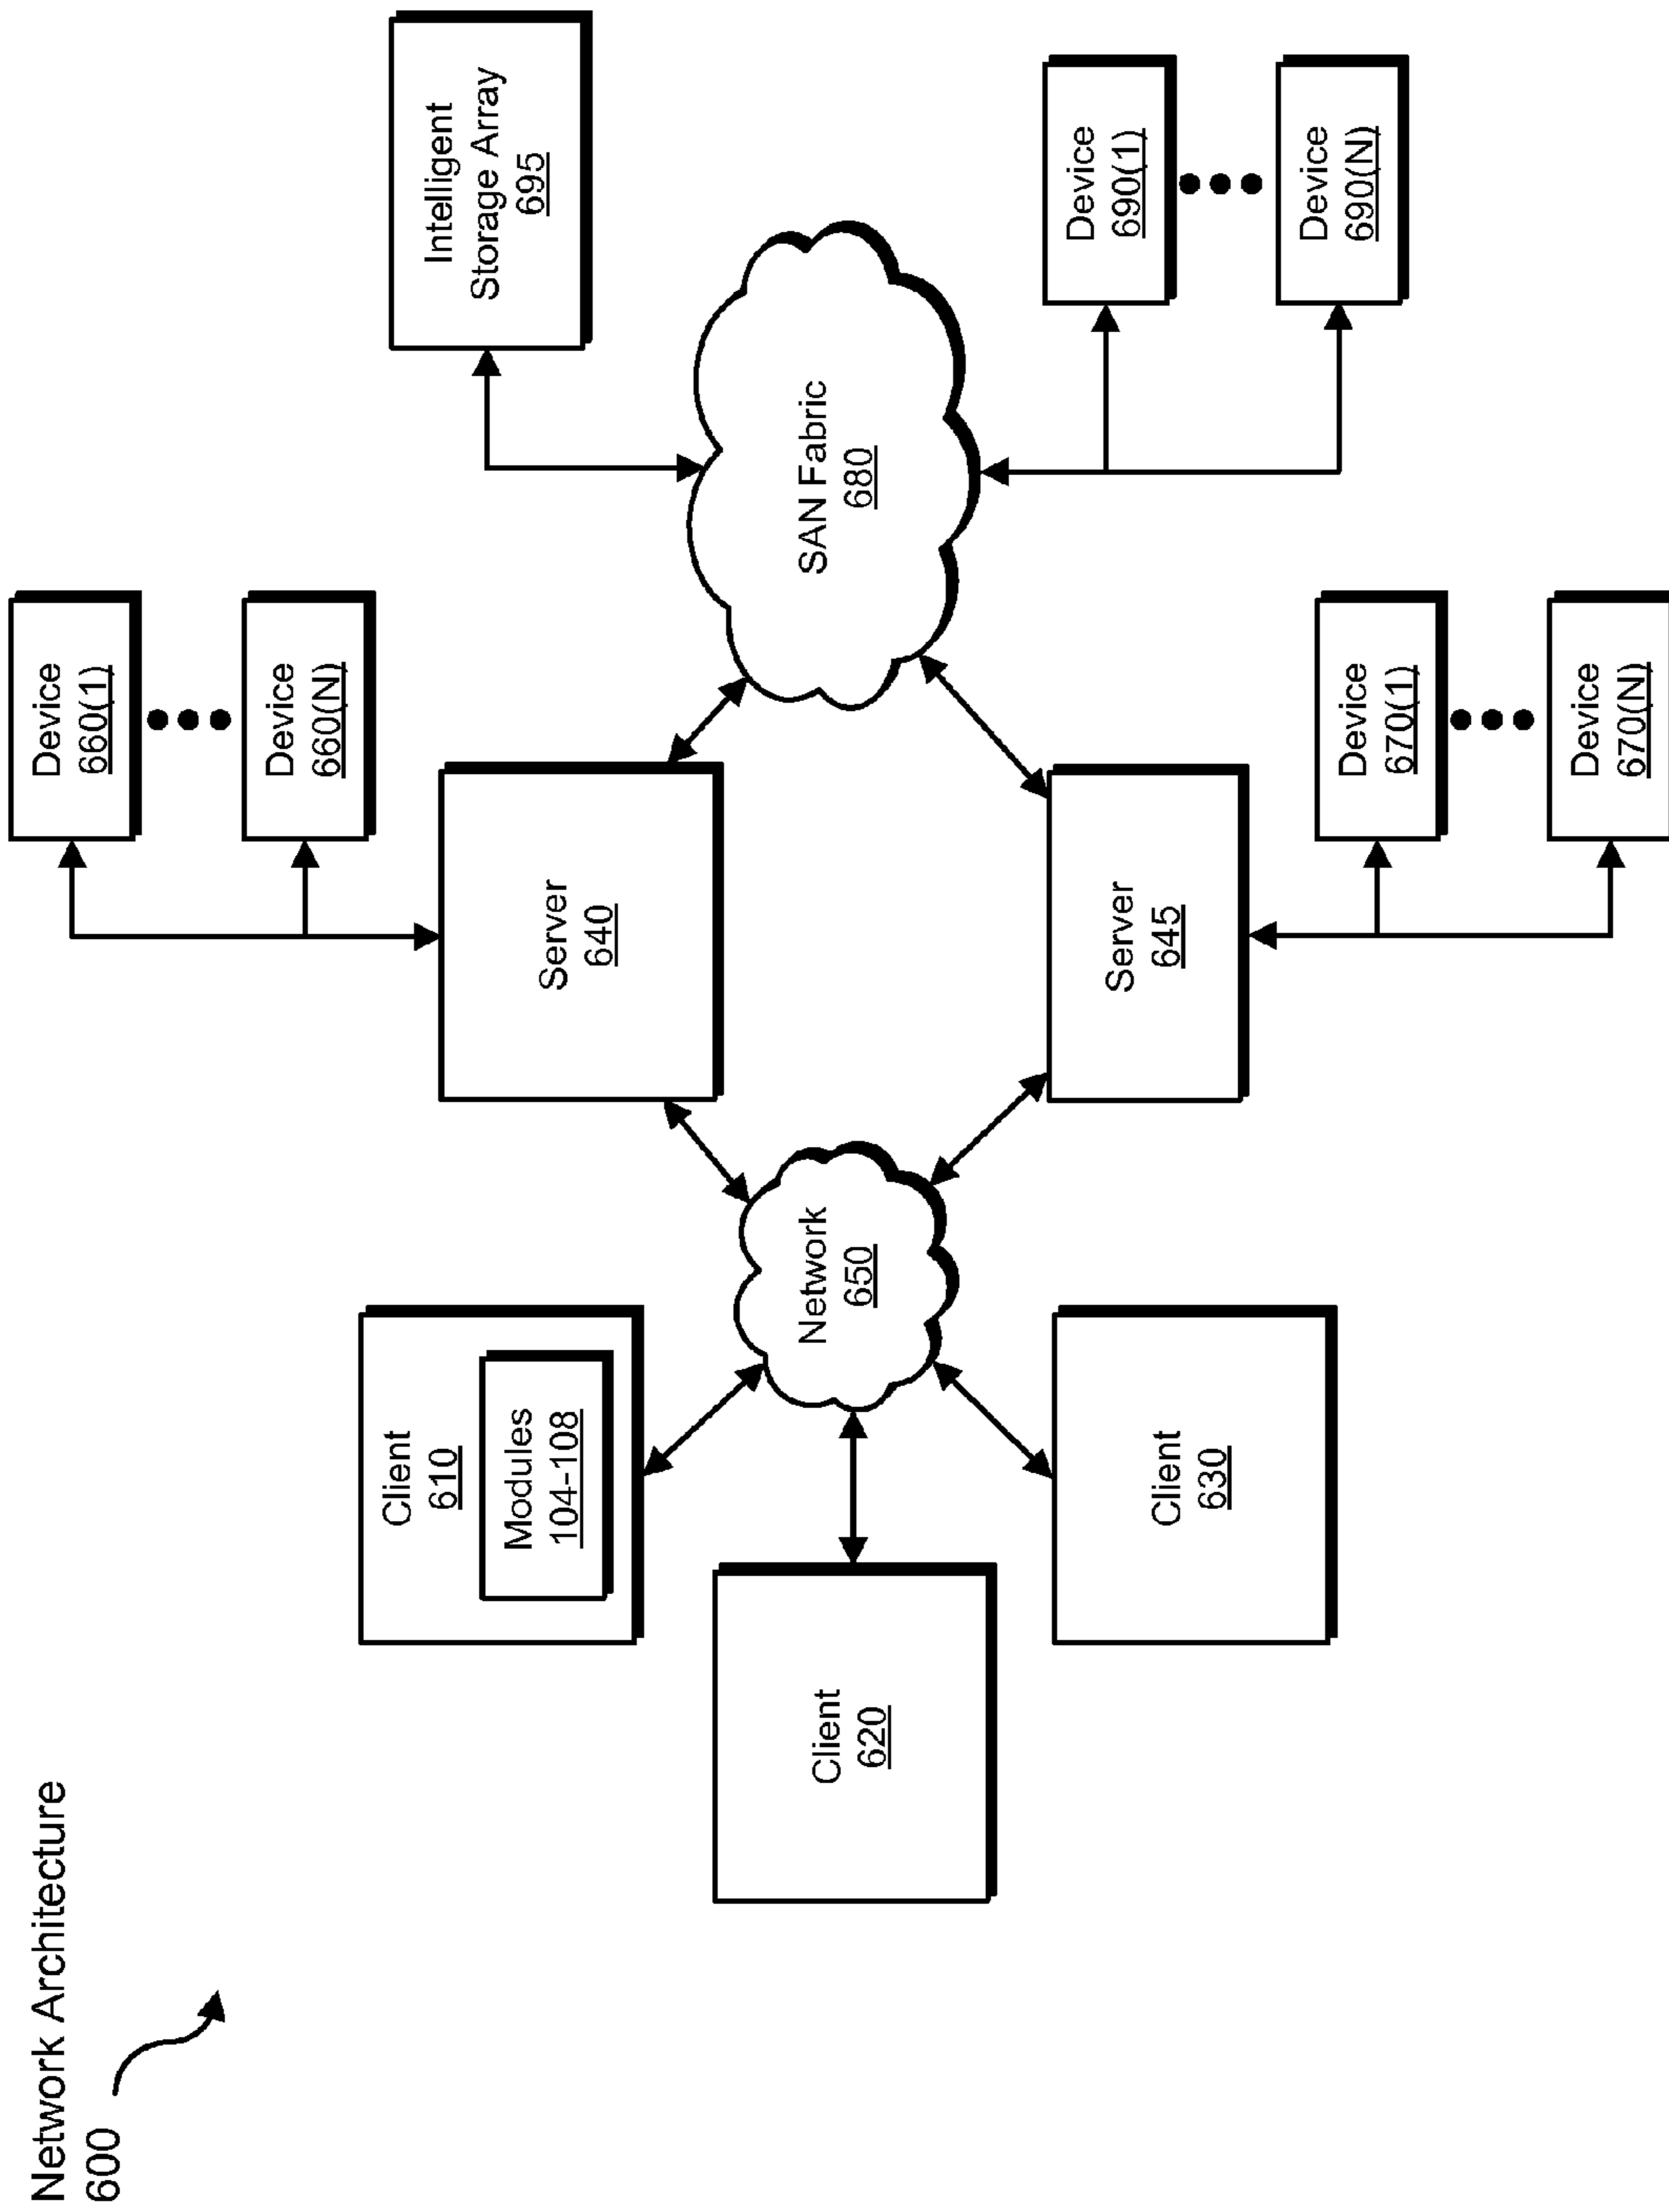 Network Architecture
600
Client
610
Modules
104-108
Client
620
Client
630
Network
650
Server
640
Server
645
Device
660(1)
Device
660(N)
Device
670(1)
Device
670(N)
SAN Fabric
680
Intelligent
Storage Array
695
Device
690(1)
Device
690(N)